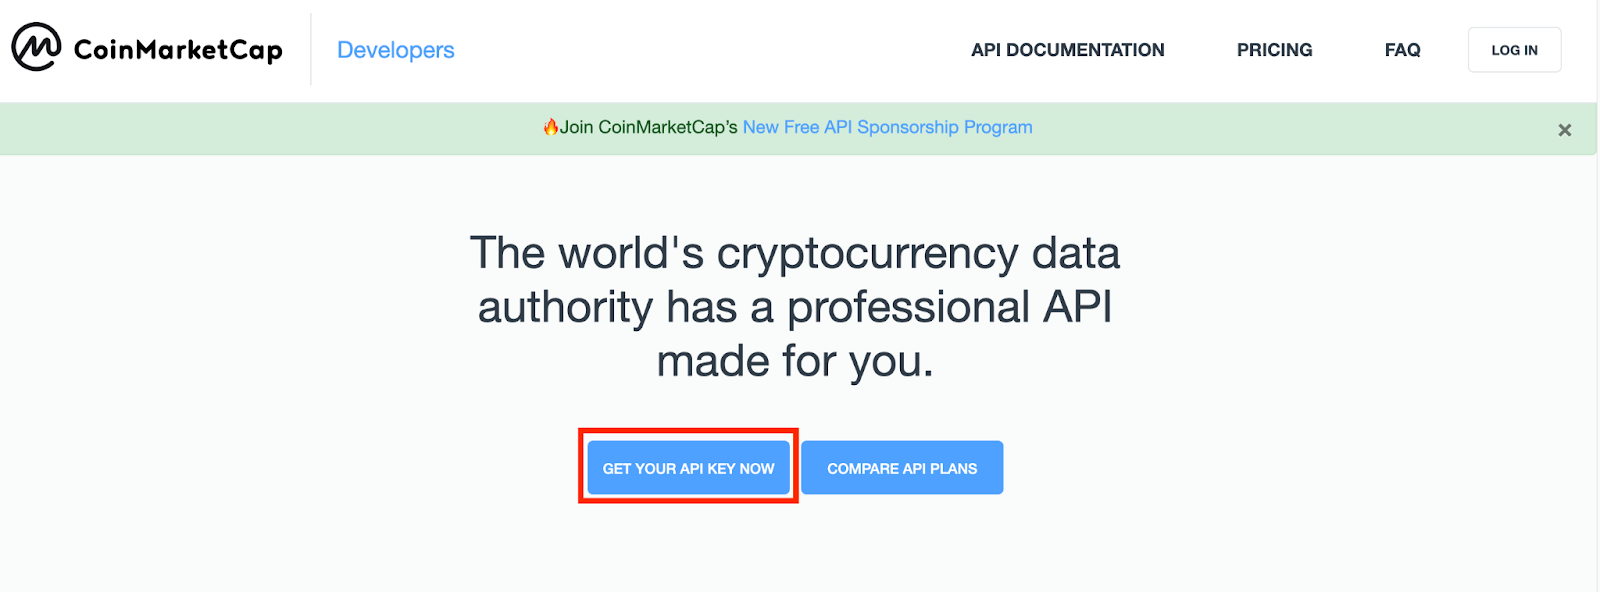 CoinMarketCap
Developers
API DOCUMENTATION
PRICING
FAQ
LOG IN
🔥Join CoinMarketCap’s New Free API Sponsorship Program
×
The world's cryptocurrency data
authority has a professional API
made for you.
GET YOUR API KEY NOW
COMPARE API PLANS